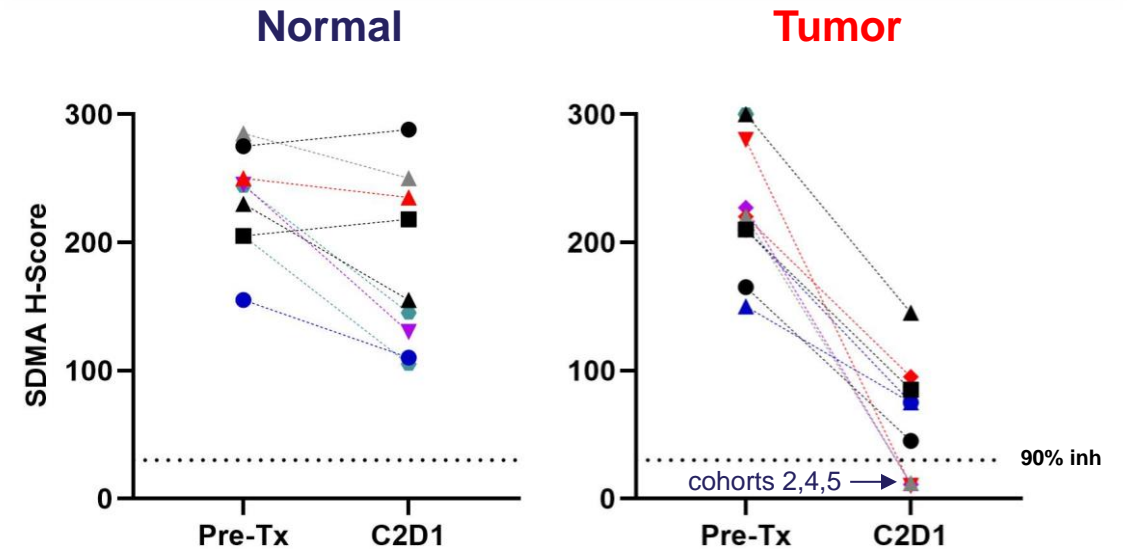 Normal
Tumor
SDMA H-Score
300
200
100
0
Pre-Tx
C2D1
300
200
100
0
Pre-Tx
C2D1
cohorts 2,4,5
90% inh